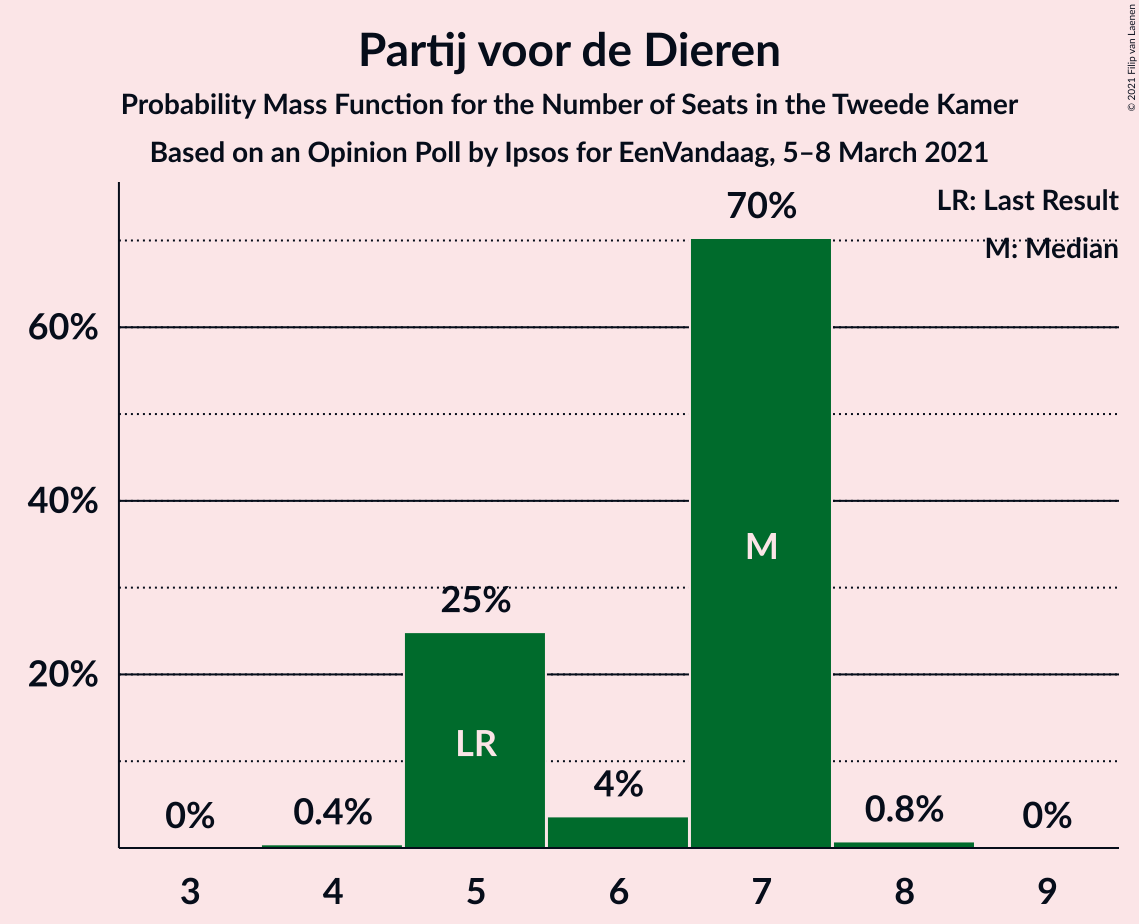 Partij voor de Dieren
Probability Mass Function for the Number of Seats in the Tweede Kamer
Based on an Opinion Poll by Ipsos for EenVandaag, 5–8 March 2021
© 2021 Filip van Laenen
LR: Last Result
M: Median
70%
60%
40%
M
25%
20%
LR
4%
0%
0.4%
0.8%
0%
3 4 5 6 7 8 9